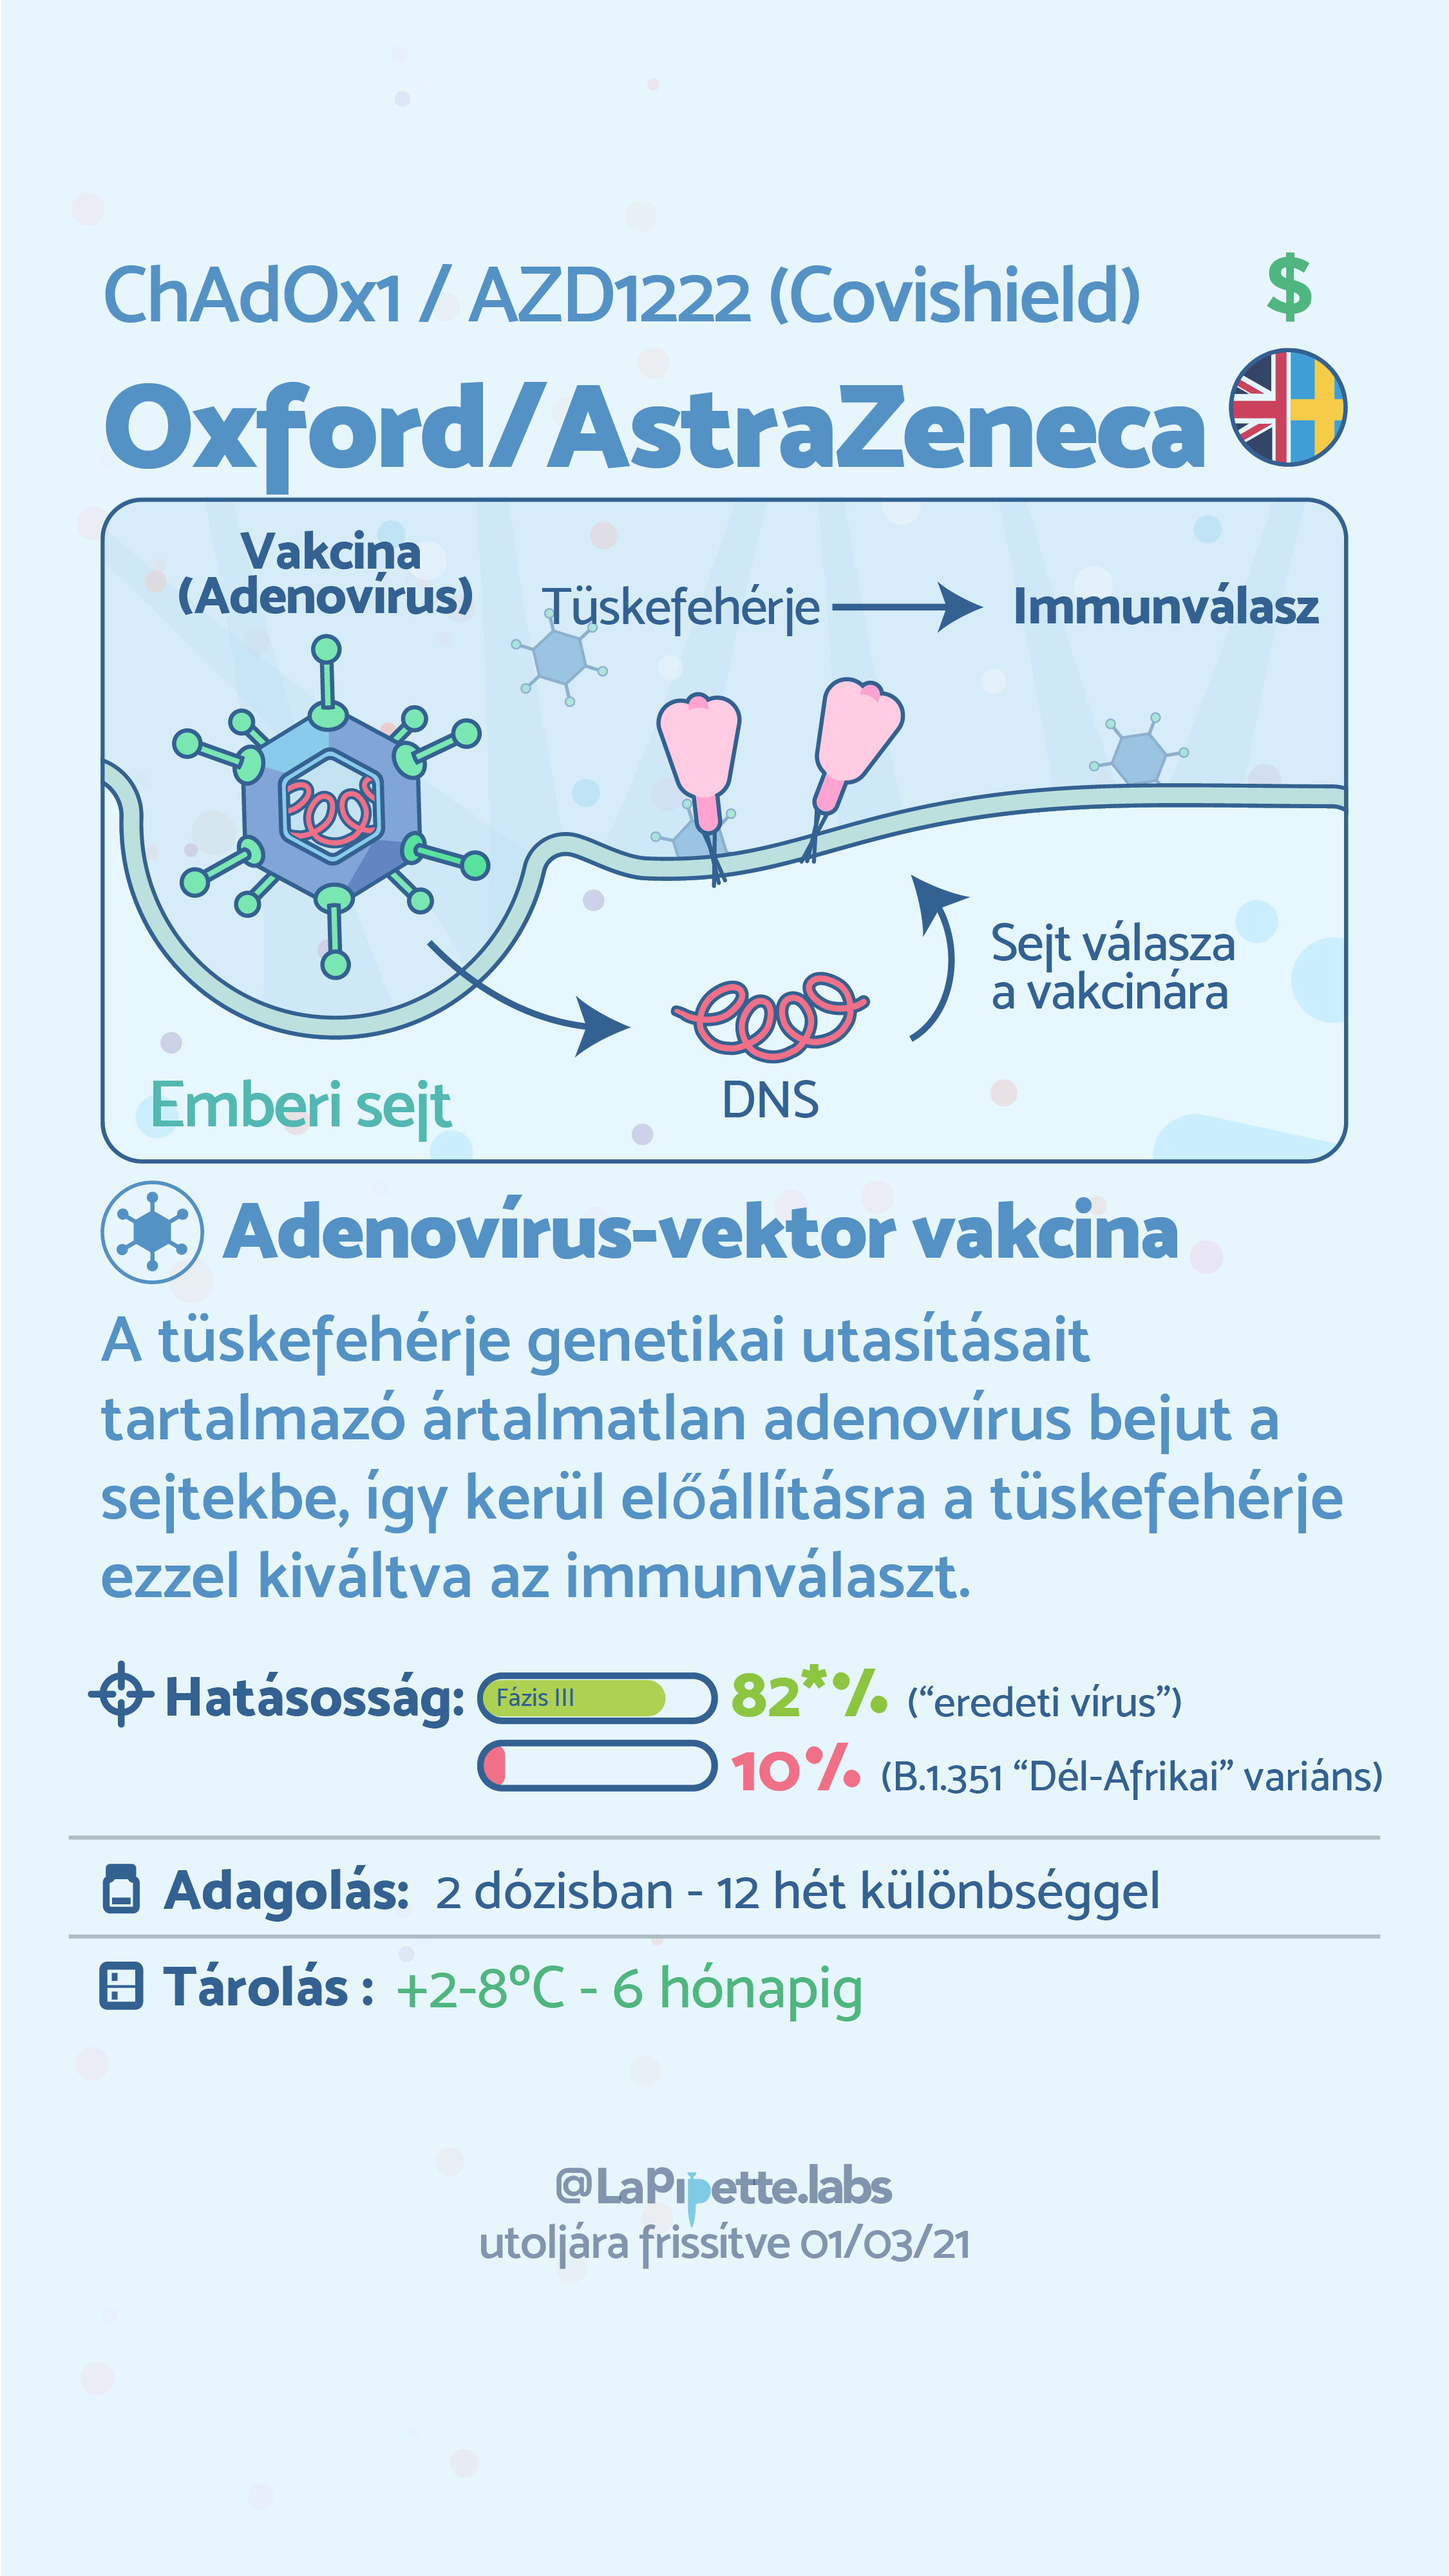 ChAdOx1 / AZD1222 (Covishield)
$
Oxford/AstraZeneca
Vakcina
(Adenovírus)
Tüskefehérje
Immunválasz
Sejt válasza
a vakcinára
DNS
Emberi sejt
Adenovírus-vektor vakcina
A tüskefehérje genetikai utasításait
tartalmazó ártalmatlan adenovírus bejut a
sejtekbe, így kerül előállításra a tüskefehérje
ezzel kiváltva az immunválaszt.
Hatásosság: Fázis III 82*% (“eredeti vírus”)
10% (B.1.351 “Dél-Afrikai” variáns)
Adagolás: 2 dózisban - 12 hét különbséggel
Tárolás : +2-8ºC - 6 hónapig
@LaPipette.labs
utoljára frissítve 01/03/21